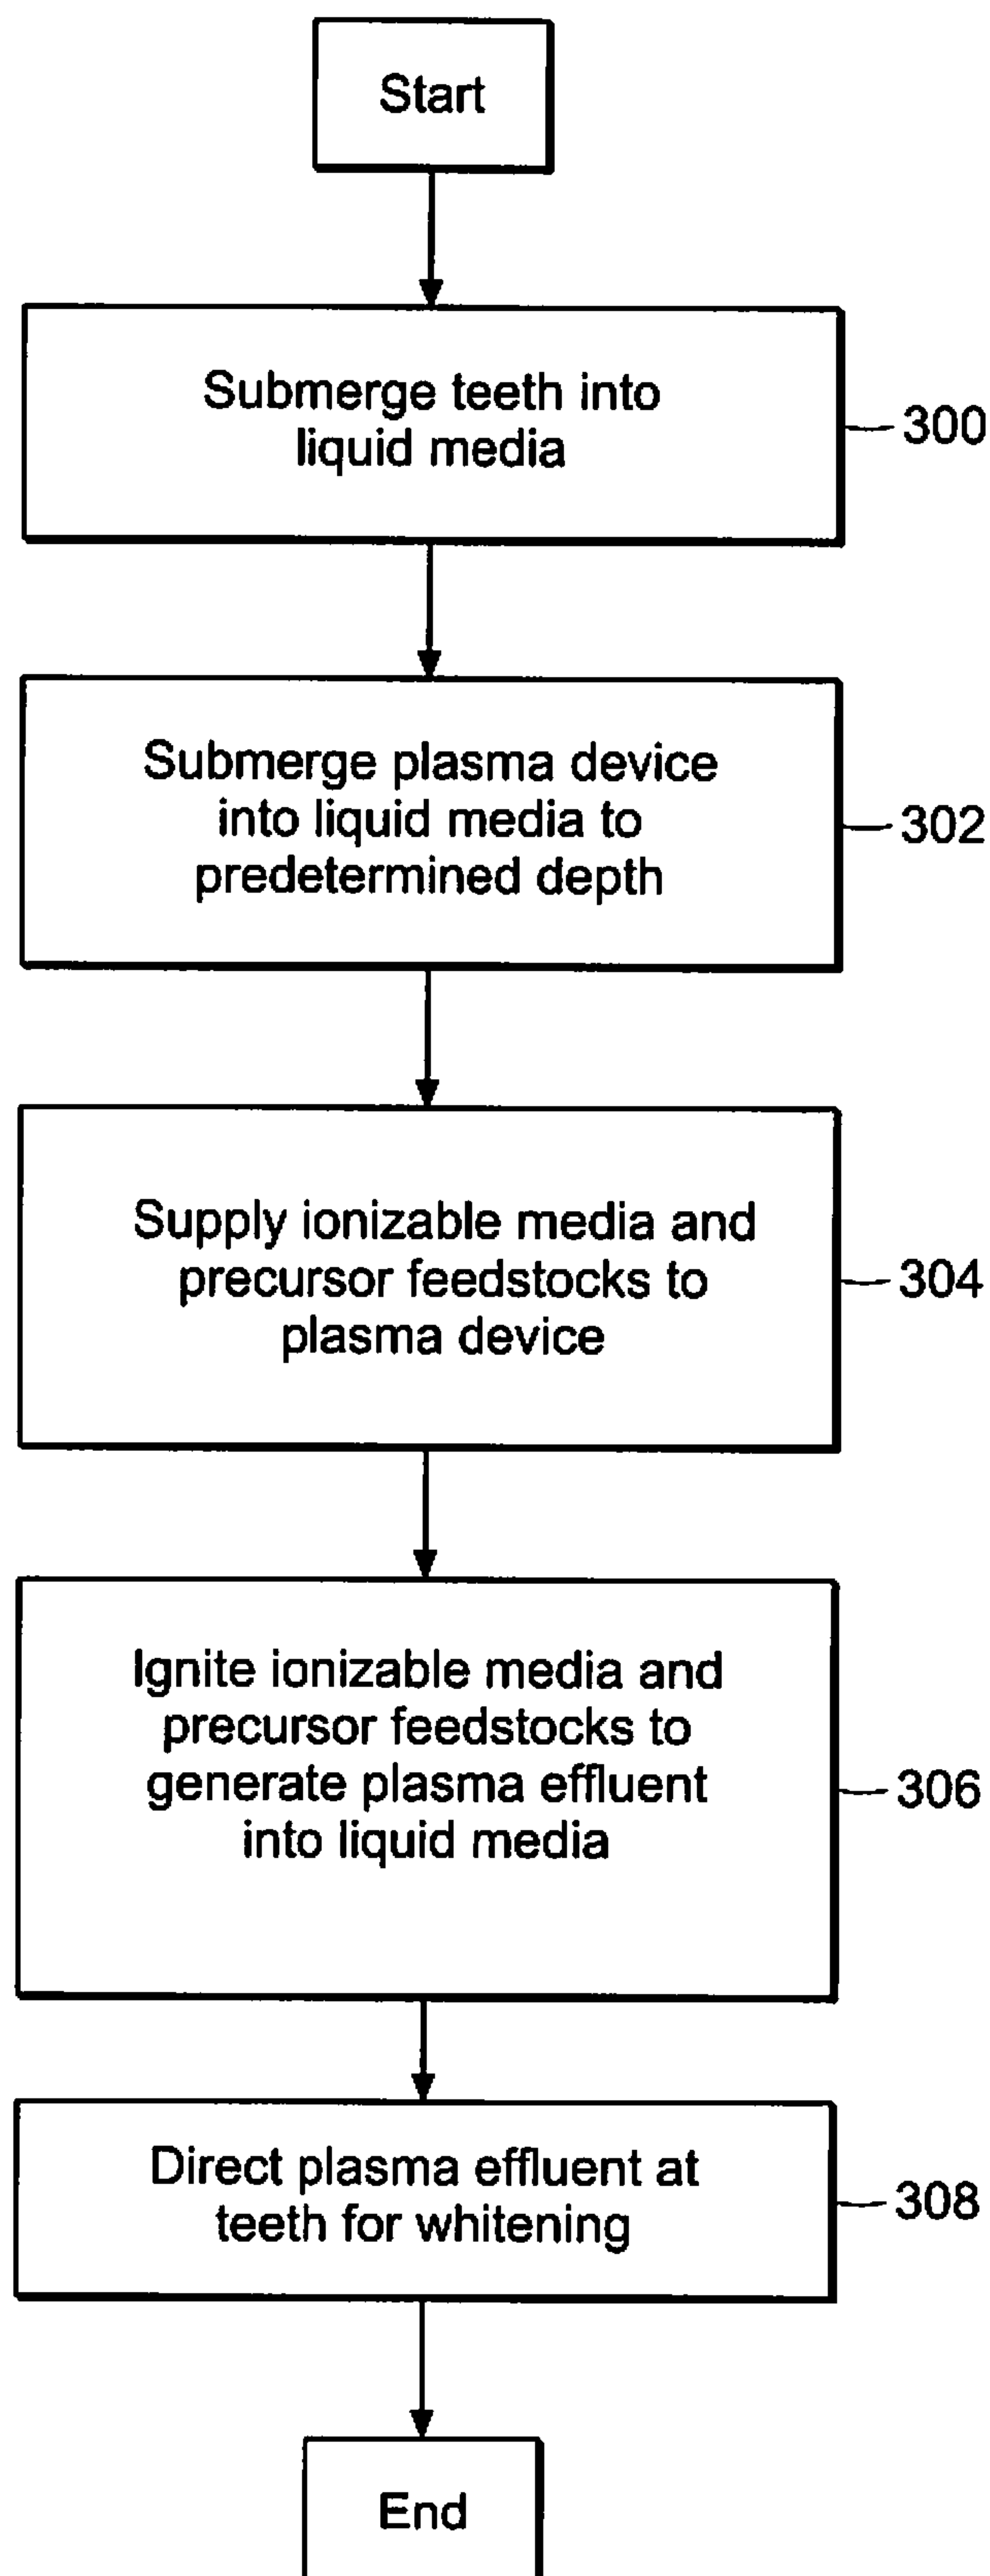 Start
Submerge teeth into
liquid media
300
Submerge plasma device
into liquid media to
predetermined depth
302
Supply ionizable media and
precursor feedstocks to
plasma device
304
Ignite ionizable media and
precursor feedstocks to
generate plasma effluent
into liquid media
306
Direct plasma effluent at
teeth for whitening
308
End